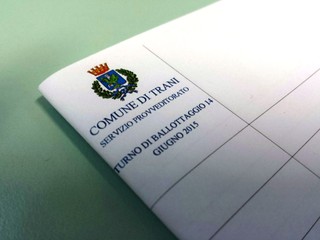 COMUNE DI TRANI
SERVIZIO PROVVEDITORATO
TURNO DI BALLOTTAGGIO 14
GIUGNO 2015